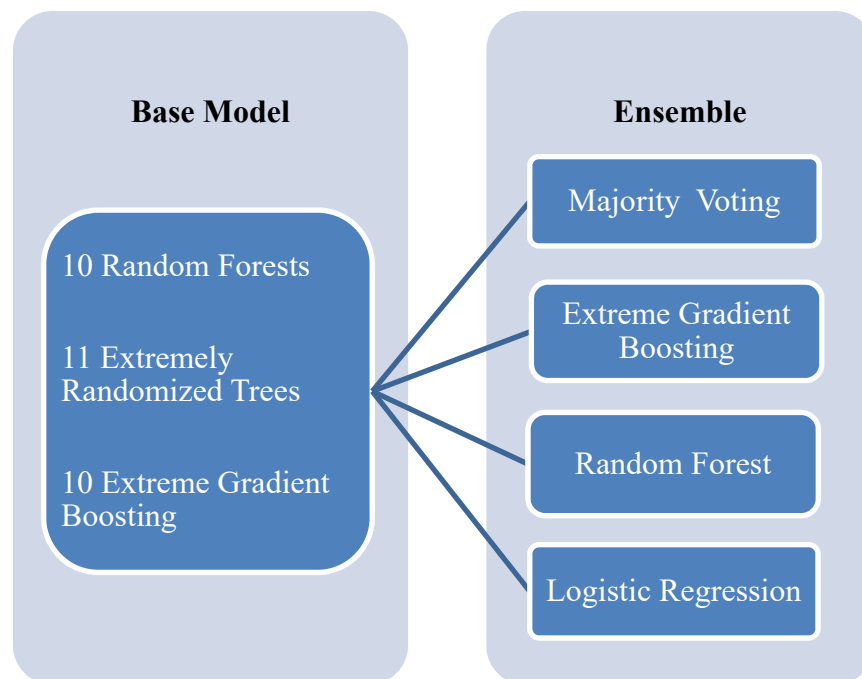 Base Model
10 Random Forests
11 Extremely
Randomized Trees
10 Extreme Gradient
Boosting
Ensemble
Majority Voting
Extreme Gradient
Boosting
Random Forest
Logistic Regression